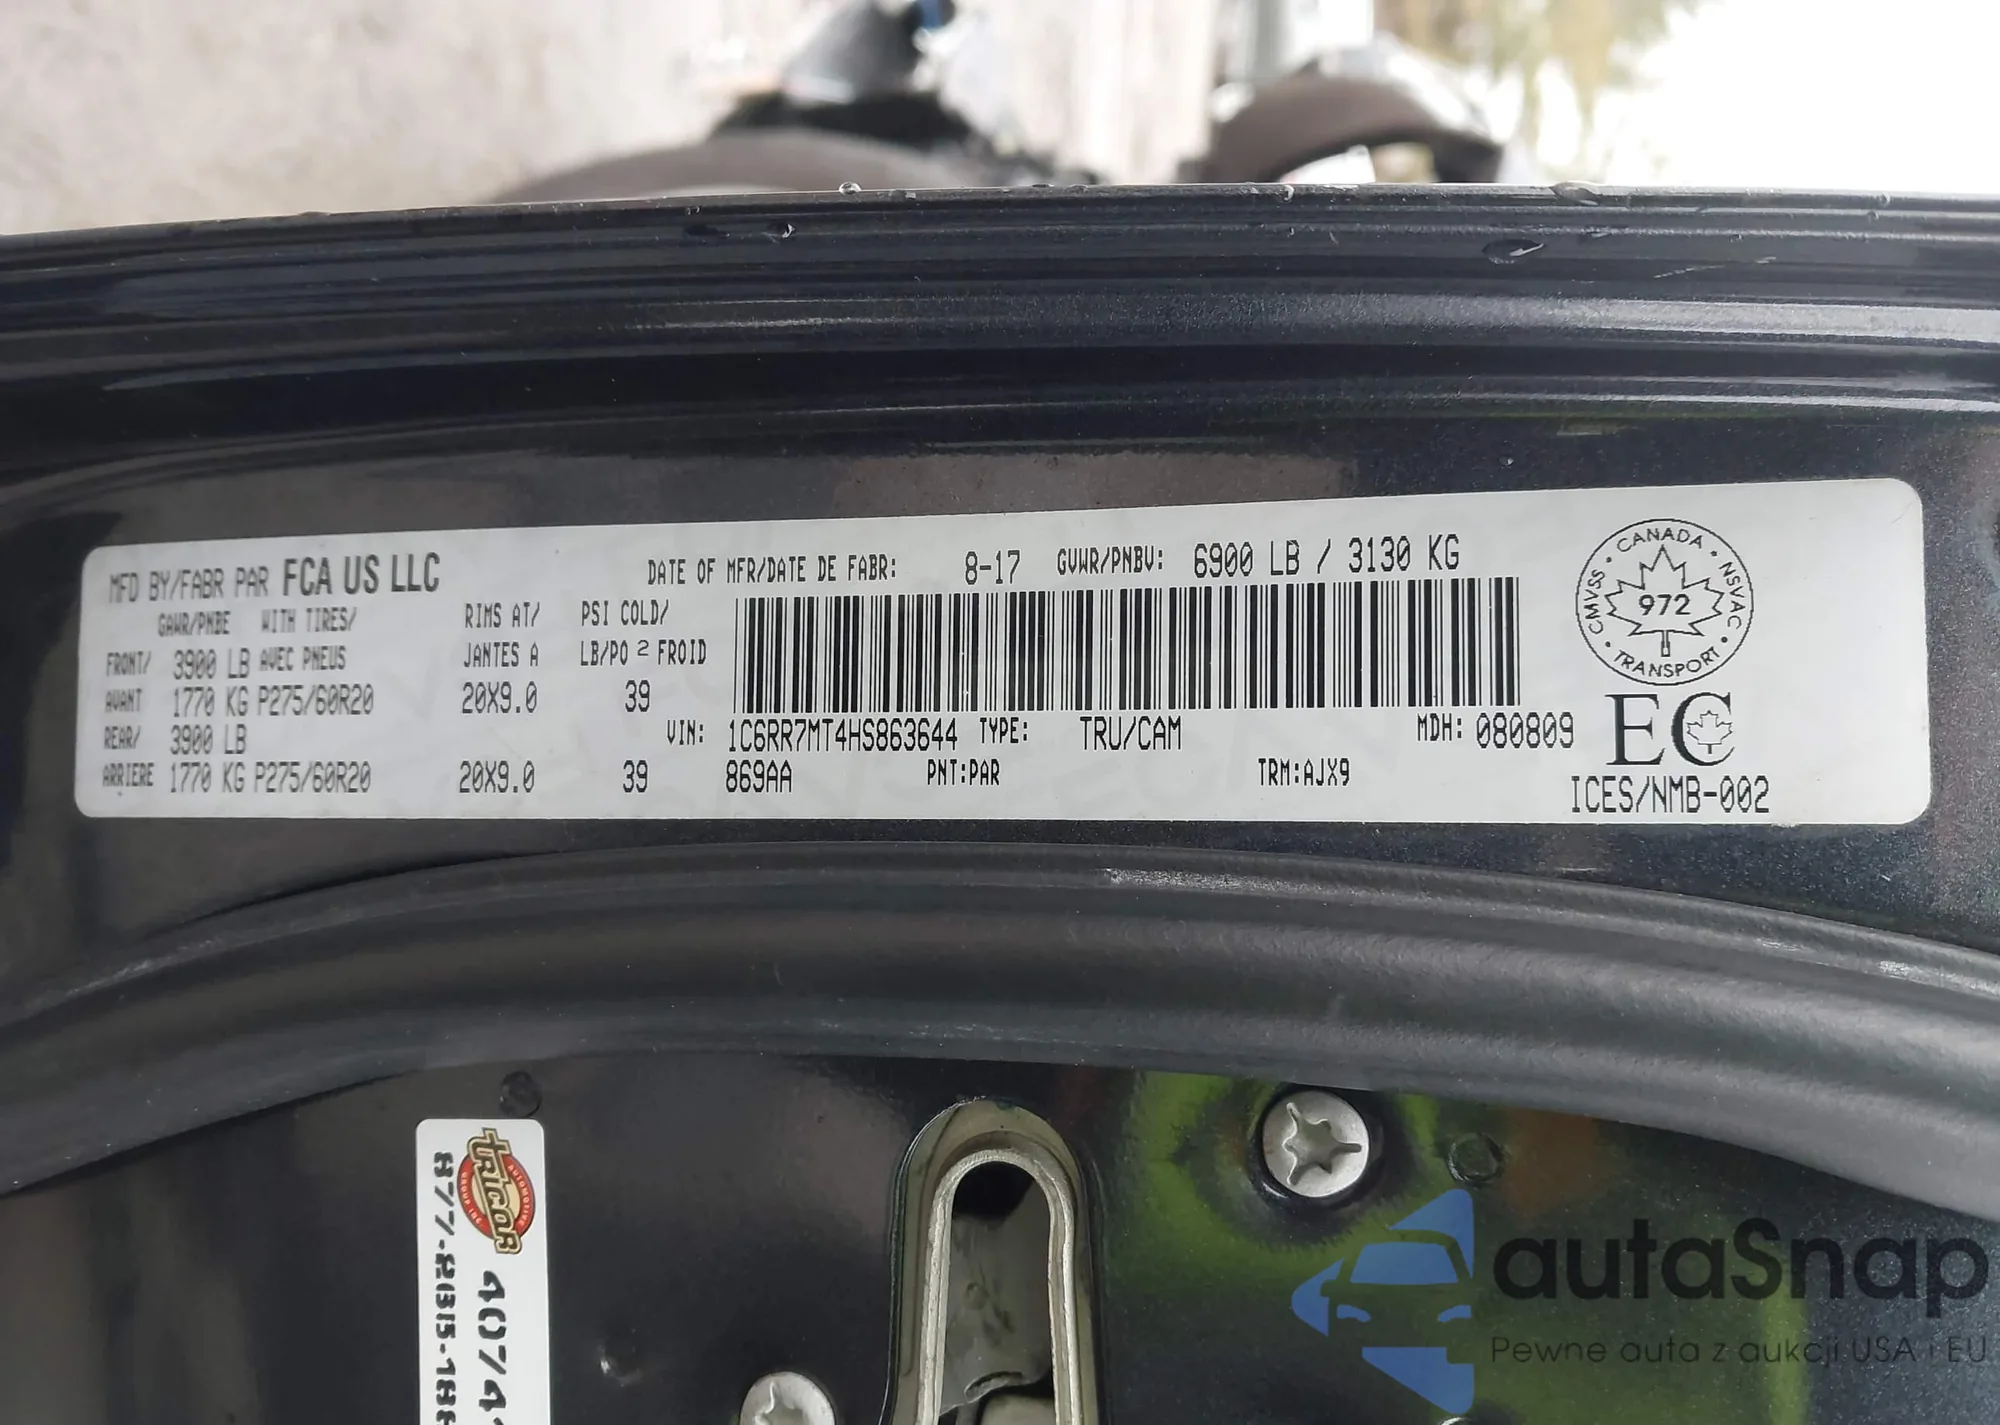 MFD BY/FABR PAR FCA US LLC
DATE OF MFR/DATE DE FABR: 8-17 GVWR/PNBV: 6900 LB / 3130 KG
GAWR/PNBE WITH TIRES/ RIMS AT/ PSI COLD/
FRONT/ 3900 LB AVEC PNEUS JANTES A LB/PO 2 FROID
AVANT 1770 KG P275/60R20 20X9.0 39
REAR/ 3900 LB
ARRIERE 1770 KG P275/60R20 20X9.0 39
VIN: 1C6RR7MT4HS863644 TYPE: TRU/CAM MDH: 080809
869AA PNT:PAR TRM:AJX9
CANADA
CMVSS 972 NSVAC
TRANSPORT
EC
ICES/NMB-002
tricor
AUTOMOTIVE
GROUP INC.
autaSnap
Pewne auta z aukcji USA i EU